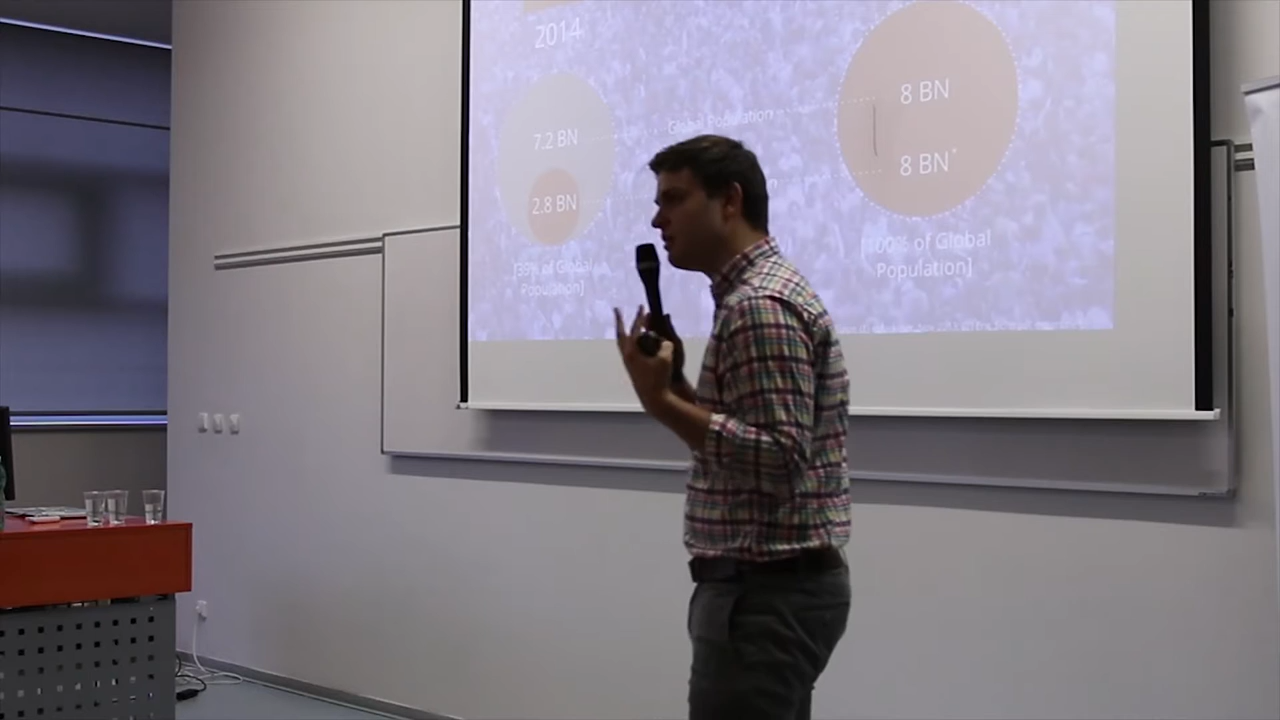 2014
7.2 BN
2.8 BN
[39% of Global
Population]
Global Population
8 BN
8 BN*
[100% of Global
Population]